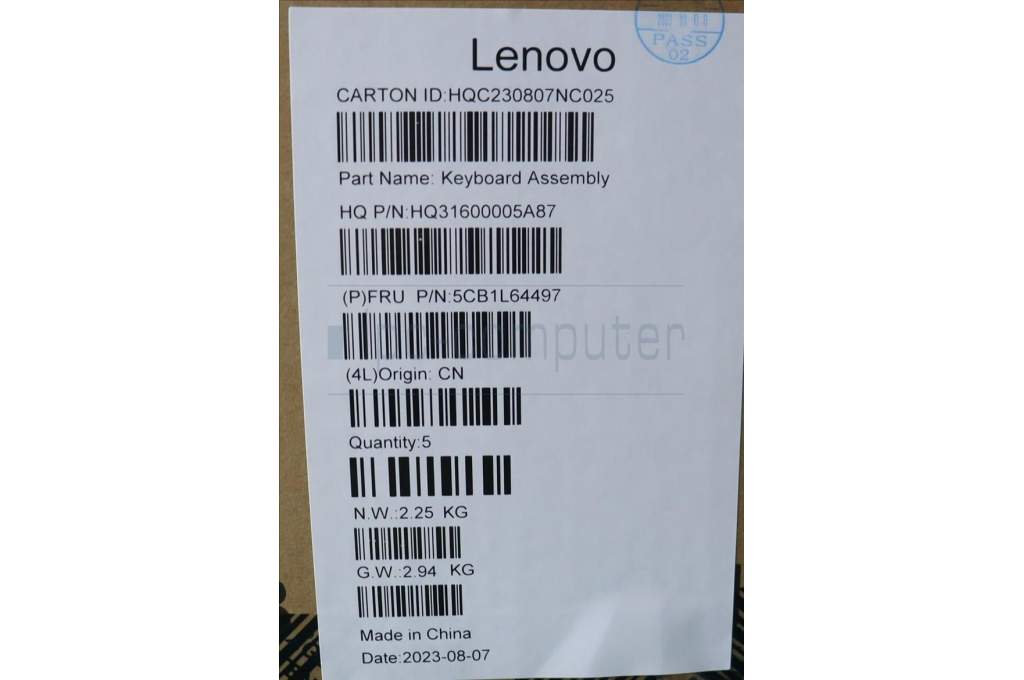 PASS
02
Lenovo
CARTON ID:HQC230807NC025
Part Name: Keyboard Assembly
HQ P/N:HQ31600005A87
(P)FRU P/N:5CB1L64497
computer
(4L)Origin: CN
Quantity:5
N.W.:2.25 KG
G.W.:2.94 KG
Made in China
Date:2023-08-07